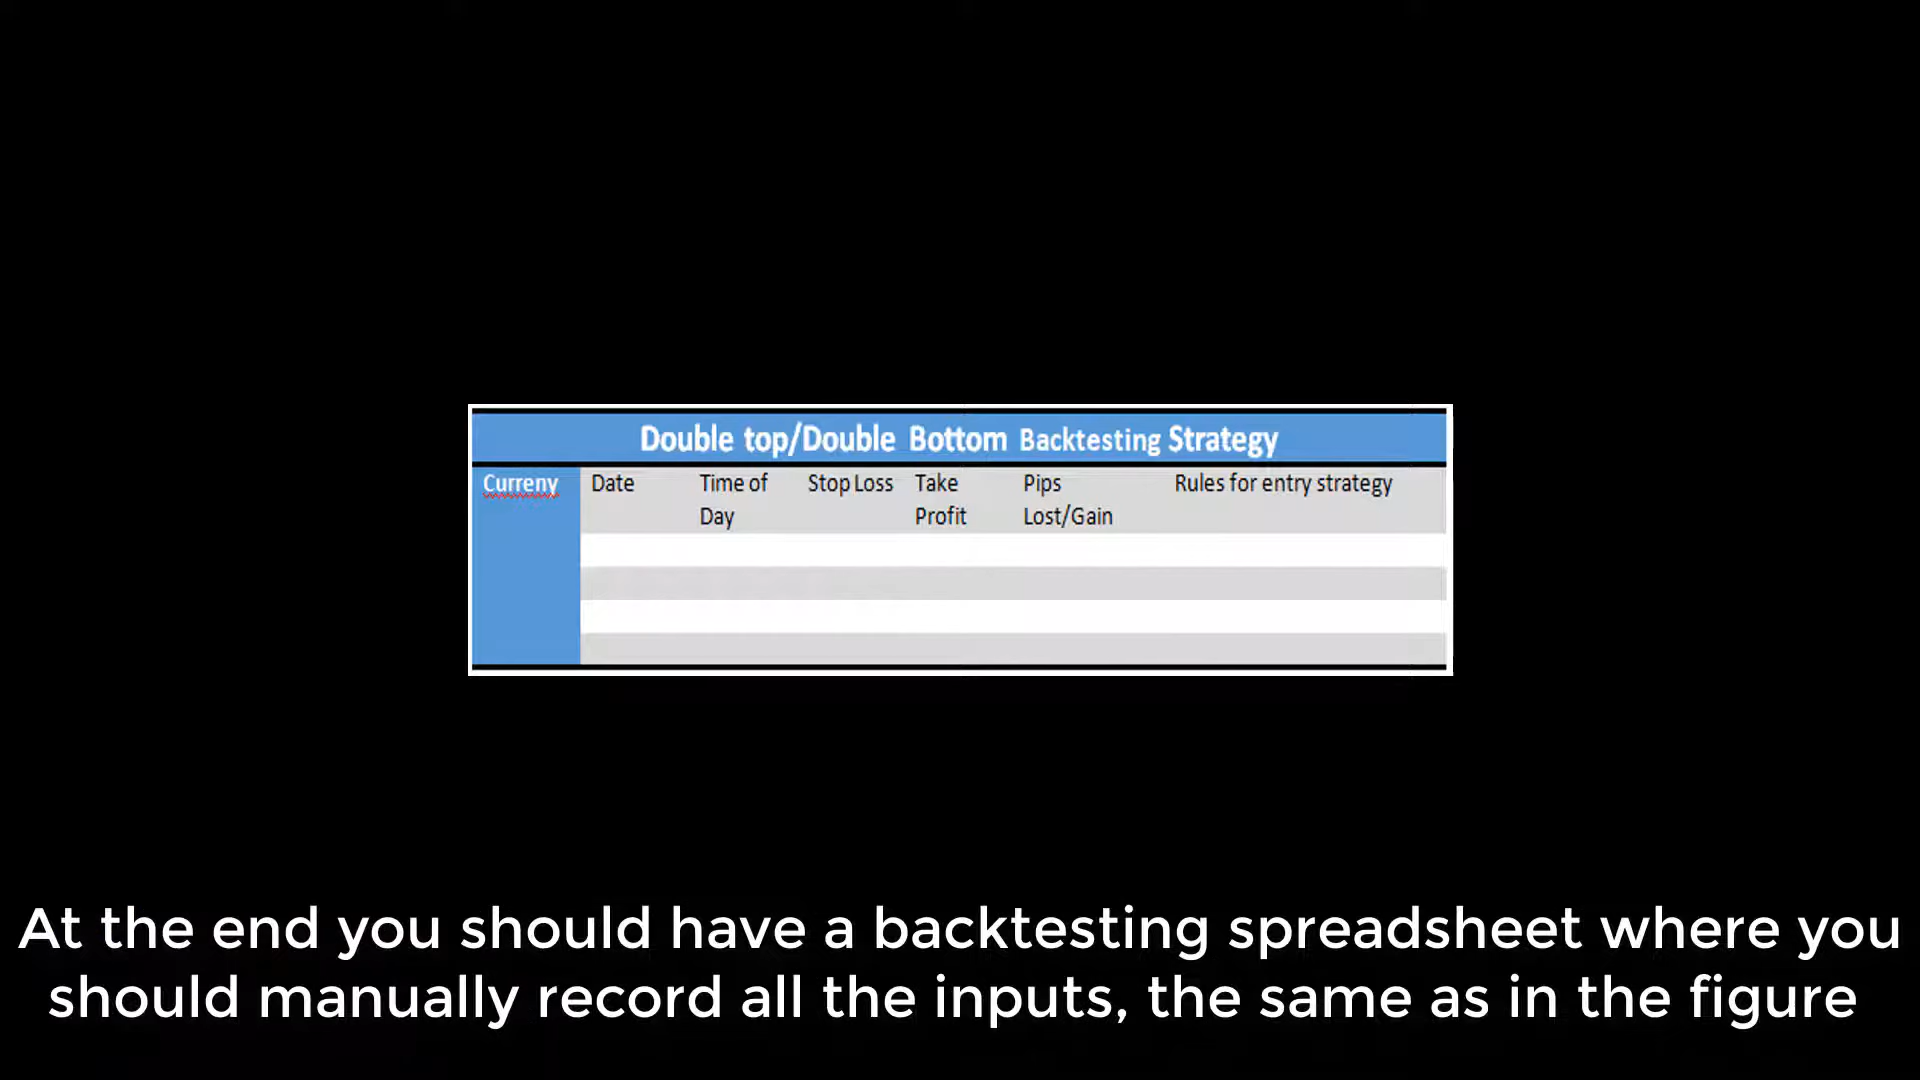 Double top/Double Bottom Backtesting Strategy
Curreny Date Time of Day Stop Loss Take Profit Pips Lost/Gain Rules for entry strategy
At the end you should have a backtesting spreadsheet where you
should manually record all the inputs, the same as in the figure